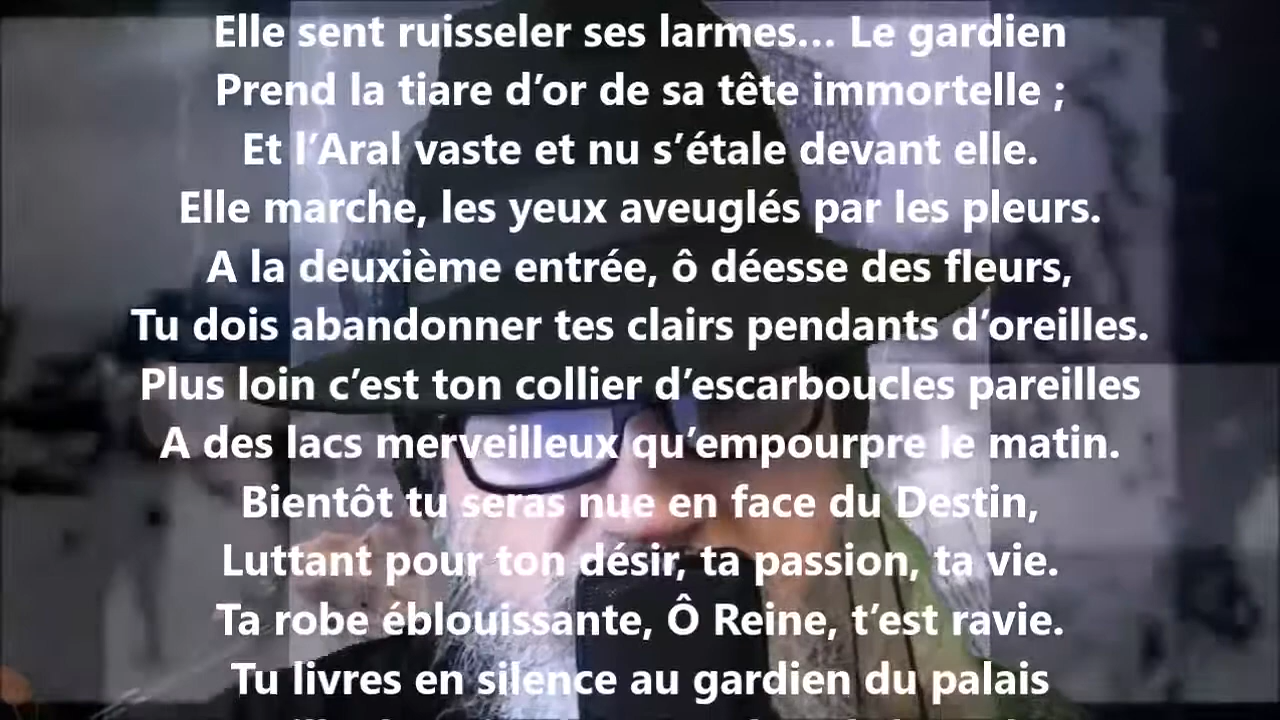 Elle sent ruisseler ses larmes… Le gardien
Prend la tiare d’or de sa tête immortelle ;
Et l’Aral vaste et nu s’étale devant elle.
Elle marche, les yeux aveuglés par les pleurs.
A la deuxième entrée, ô déesse des fleurs,
Tu dois abandonner tes clairs pendants d’oreilles.
Plus loin c’est ton collier d’escarboucles pareilles
A des lacs merveilleux qu’empourpre le matin.
Bientôt tu seras nue en face du Destin,
Luttant pour ton désir, ta passion, ta vie.
Ta robe éblouissante, Ô Reine, t’est ravie.
Tu livres en silence au gardien du palais